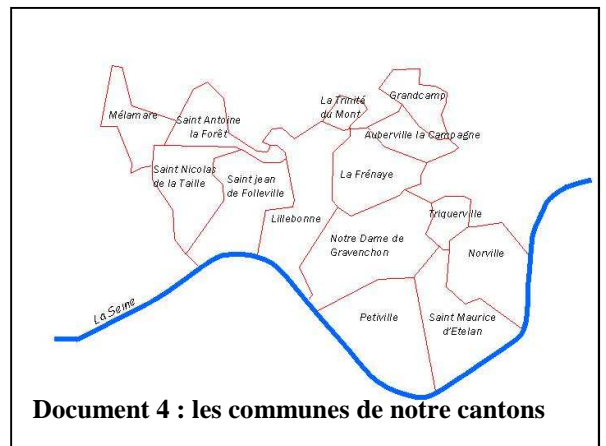 Grandcamp
La Trinité
du Mont
Mélamare
Saint Antoine
la Forêt
Auberville la Campagne
Saint Nicolas
de la Taille
Saint jean
de Folleville
La Frénaye
Lillebonne
Triquerville
Notre Dame de
Gravenchon
Norville
La Seine
Petiville
Saint Maurice
d'Etelan
Document 4 : les communes de notre cantons